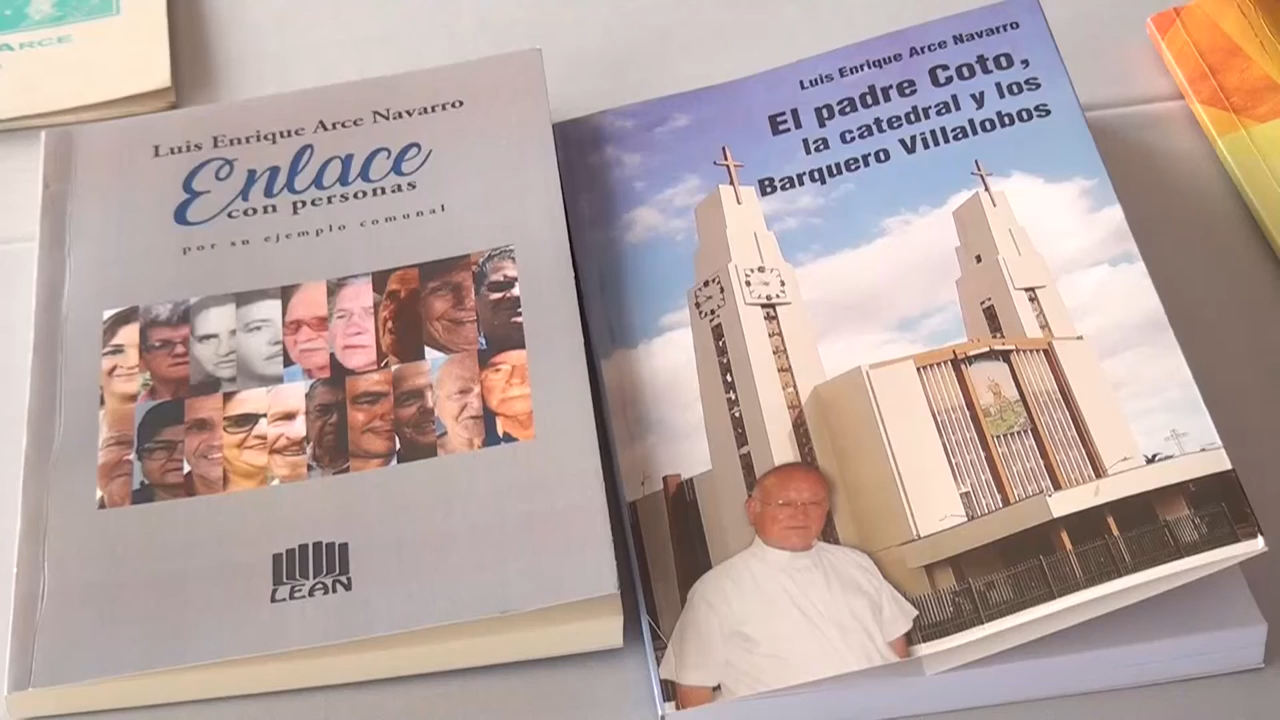 ARCE
Luis Enrique Arce Navarro
Enlace
con personas
por su ejemplo comunal
LEAN
Luis Enrique Arce Navarro
El padre Coto,
la catedral y los
Barquero Villalobos